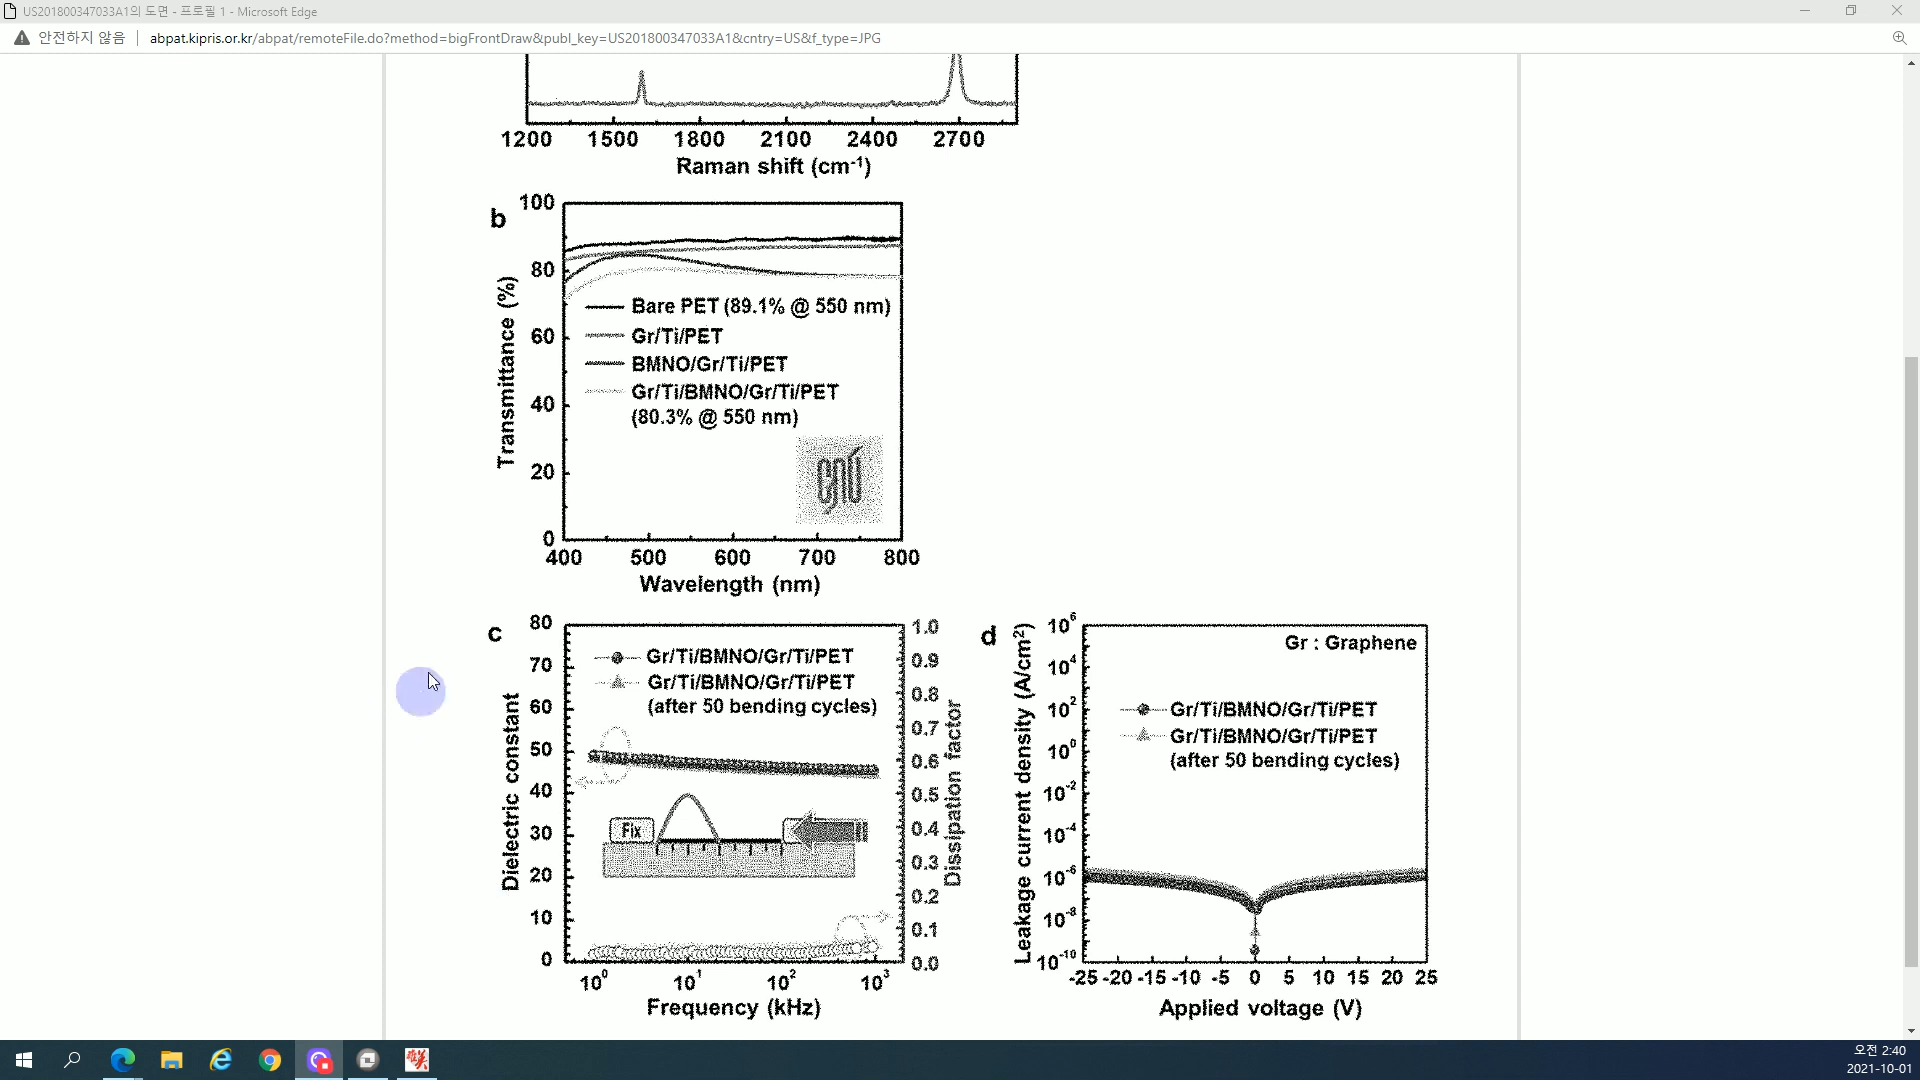 US201800347033A1의 도면 - 프로필 1 - Microsoft Edge
안전하지 않음
abpat.kipris.or.kr/abpat/remoteFile.do?method=bigFrontDraw&publ_key=US201800347033A1&cntry=US&f_type=JPG
1200 1500 1800 2100 2400 2700
Raman shift (cm⁻¹)
b
Transmittance (%)
100
80
60
40
20
0
Bare PET (89.1% @ 550 nm)
Gr/Ti/PET
BMNO/Gr/Ti/PET
Gr/Ti/BMNO/Gr/Ti/PET
(80.3% @ 550 nm)
gnu
400 500 600 700 800
Wavelength (nm)
c
Dielectric constant
80
70
60
50
40
30
20
10
0
Gr/Ti/BMNO/Gr/Ti/PET
Gr/Ti/BMNO/Gr/Ti/PET
(after 50 bending cycles)
Fix
1.0
0.9
0.8
0.7
0.6
0.5
0.4
0.3
0.2
0.1
0.0
Dissipation factor
10⁰ 10¹ 10² 10³
Frequency (kHz)
d
Leakage current density (A/cm²)
10⁶
10⁴
10²
10⁰
10⁻²
10⁻⁴
10⁻⁶
10⁻⁸
10⁻¹⁰
Gr : Graphene
Gr/Ti/BMNO/Gr/Ti/PET
Gr/Ti/BMNO/Gr/Ti/PET
(after 50 bending cycles)
-25 -20 -15 -10 -5 0 5 10 15 20 25
Applied voltage (V)
오전 2:40
2021-10-01